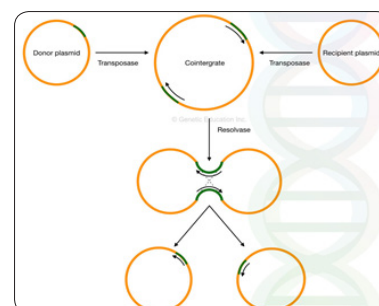 Donor plasmid
Transposase
Cointergrate
Transposase
Recipient plasmid
© Genetic Education Inc.
Resolvase